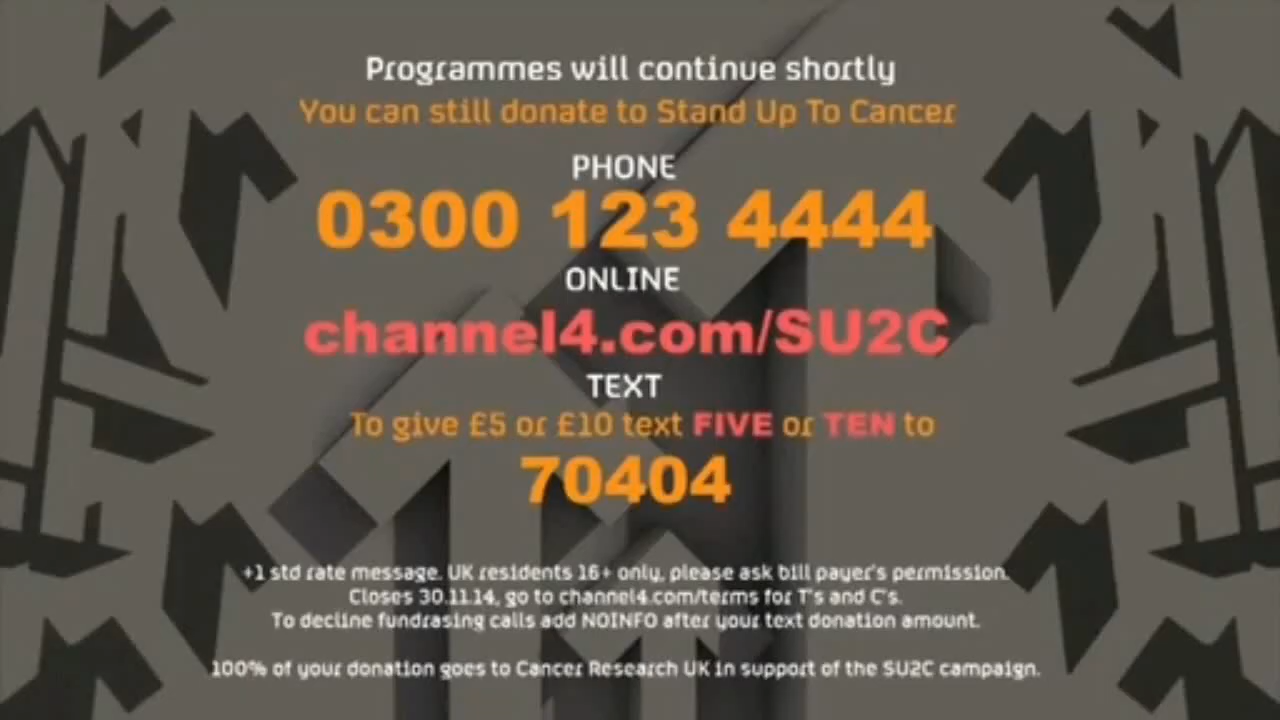 Programmes will continue shortly
You can still donate to Stand Up To Cancer
PHONE
0300 123 4444
ONLINE
channel4.com/SU2C
TEXT
To give £5 or £10 text FIVE or TEN to
70404
+1 std rate message. UK residents 16+ only, please ask bill payer's permission.
Closes 30.11.14, go to channel4.com/terms for T's and C's.
To decline fundrasing calls add NOINFO after your text donation amount.
100% of your donation goes to Cancer Research UK in support of the SU2C campaign.